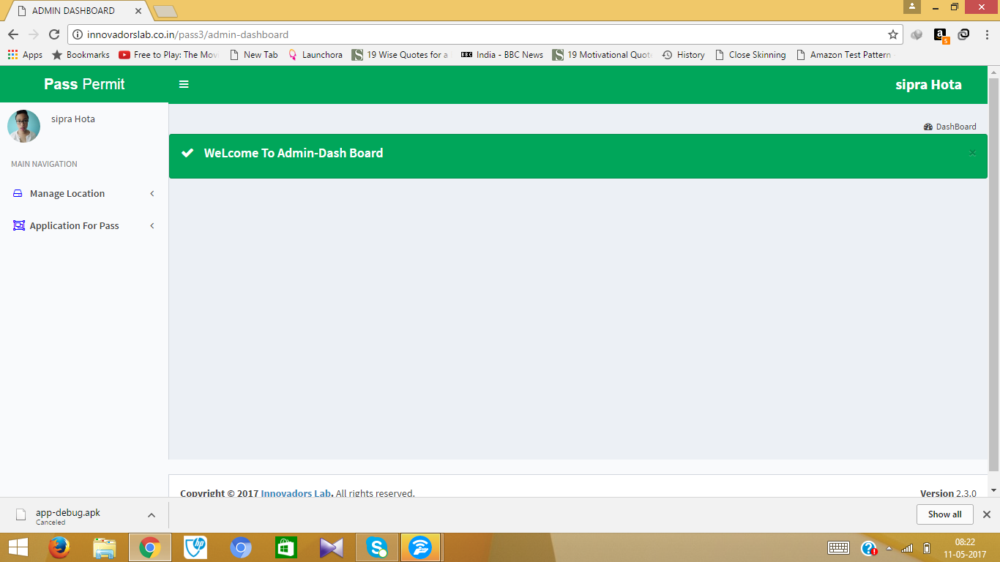 ADMIN DASHBOARD
innovadorslab.co.in/pass3/admin-dashboard
Apps Bookmarks Free to Play: The Mov New Tab Launchora 19 Wise Quotes for a BBC India - BBC News S 19 Motivational Quot History Close Skinning Amazon Test Pattern -
Pass Permit
sipra Hota
sipra Hota
DashBoard
MAIN NAVIGATION
WeLcome To Admin-Dash Board
Manage Location
Application For Pass
Copyright © 2017 Innovadors Lab. All rights reserved.
Version 2.3.0
app-debug.apk
Canceled
Show all
08:22
11-05-2017